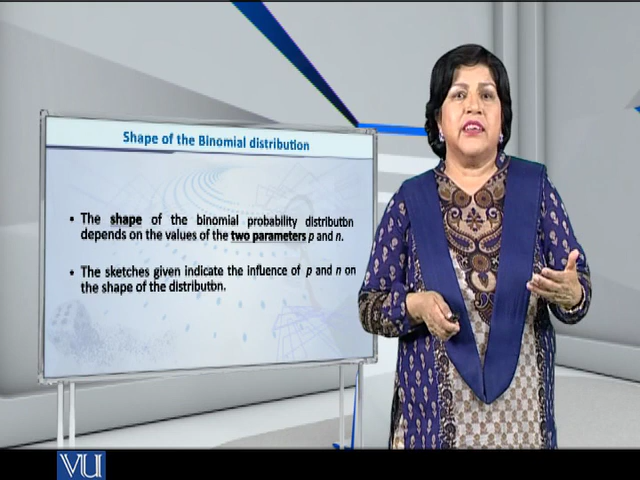 Shape of the Binomial distribution
• The shape of the binomial probability distribution
depends on the values of the two parameters p and n.
• The sketches given indicate the influence of p and n on
the shape of the distribution.
VU